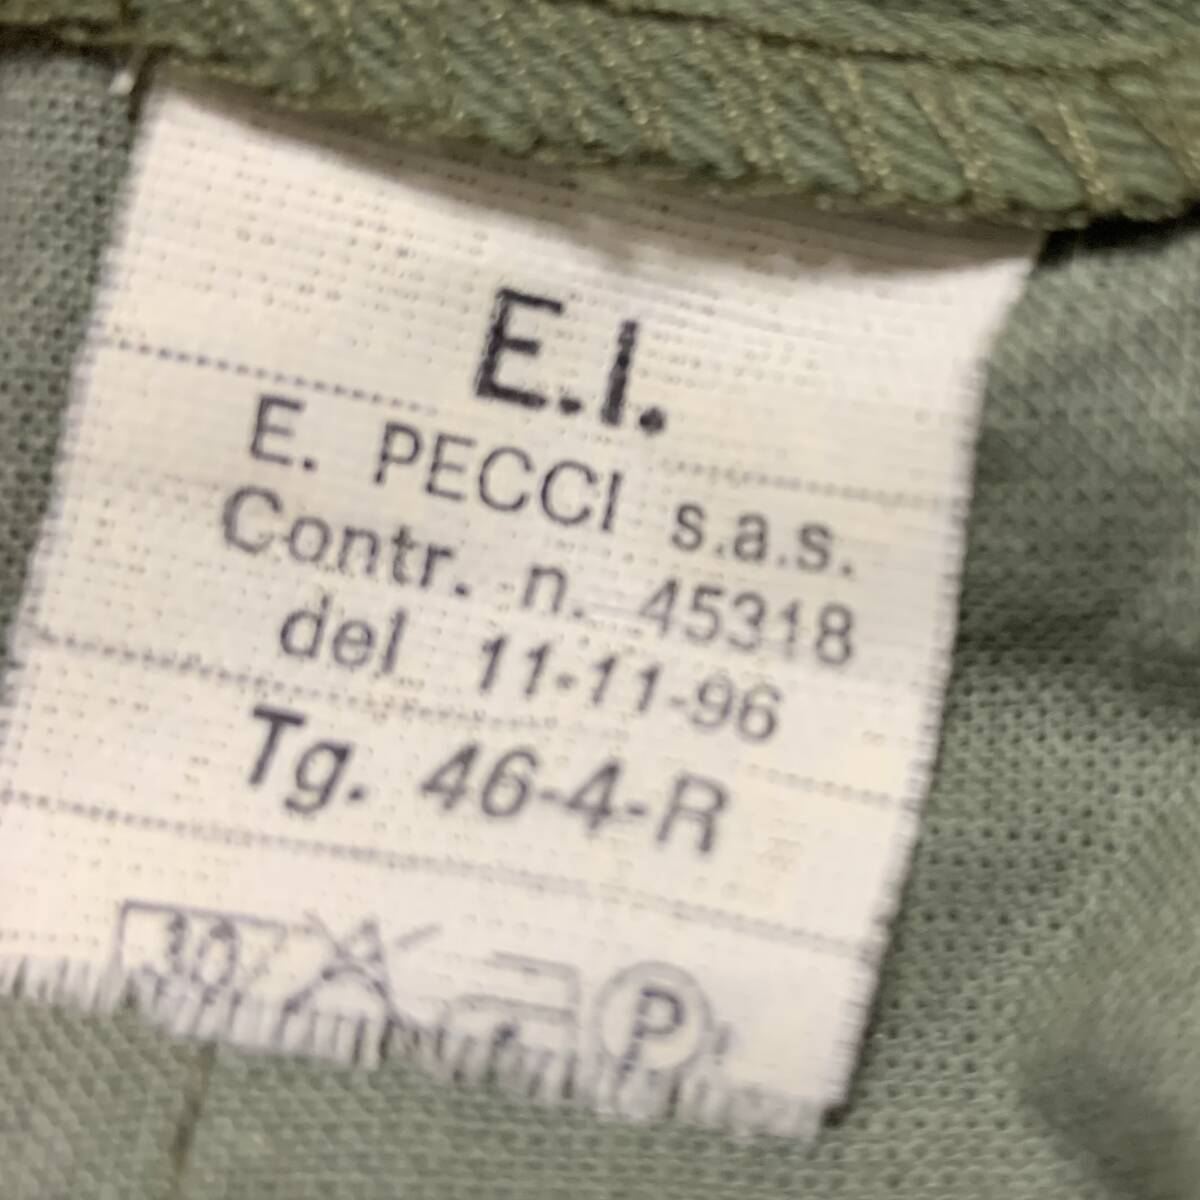 E.I.
E. PECCI s.a.s.
Contr. n. 45318
del 11-11-96
Tg. 46-4-R
30 A P